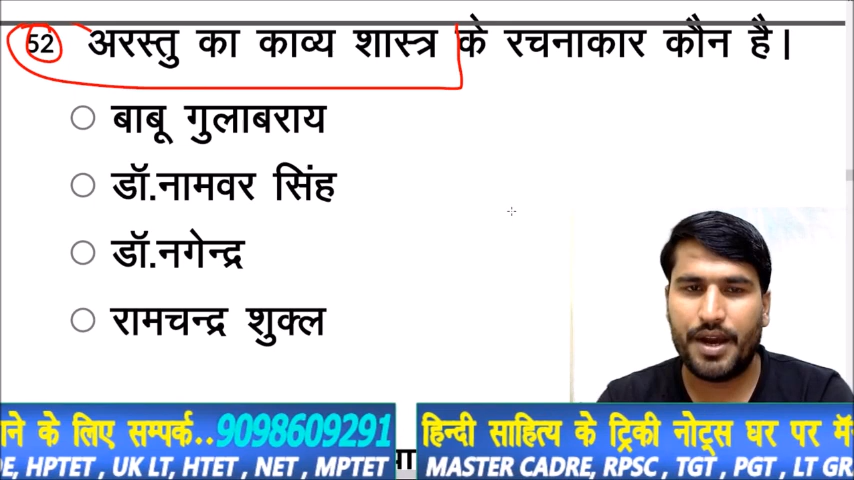 52 अरस्तु का काव्य शास्त्र के रचनाकार कौन है।
बाबू गुलाबराय
डॉ.नामवर सिंह
डॉ.नगेन्द्र
रामचन्द्र शुक्ल
ाने के लिए सम्पर्क..9098609291
हिन्दी साहित्य के ट्रिकी नोट्स घर पर मँ
E, HPTET , UK LT, HTET , NET , MPTET
MASTER CADRE, RPSC , TGT , PGT , LT GR